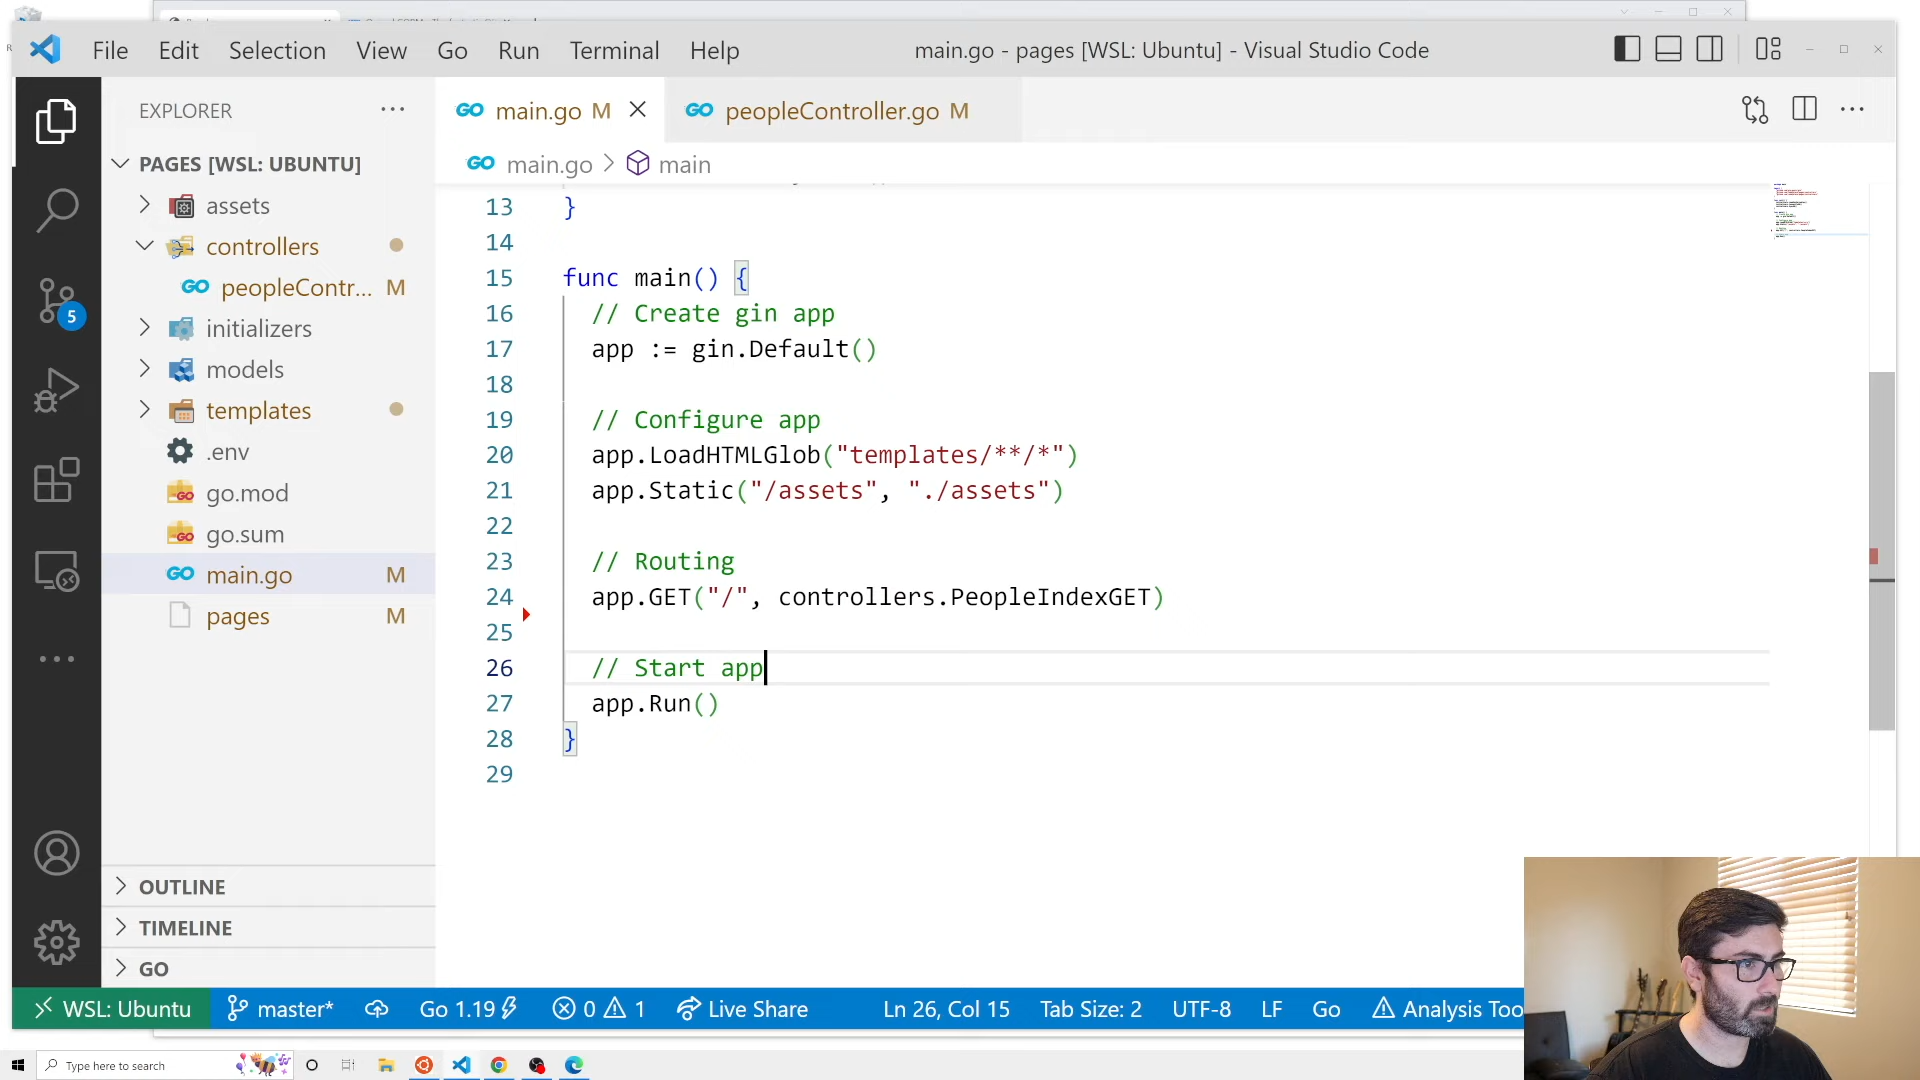 File Edit Selection View Go Run Terminal Help
main.go - pages [WSL: Ubuntu] - Visual Studio Code
EXPLORER
PAGES [WSL: UBUNTU]
assets
controllers
peopleContr... M
initializers
models
templates
.env
go.mod
go.sum
main.go M
pages M
OUTLINE
TIMELINE
GO
5
main.go M
peopleController.go M
main.go > main
13 }
14
15 func main() {
16 // Create gin app
17 app := gin.Default()
18
19 // Configure app
20 app.LoadHTMLGlob("templates/**/*")
21 app.Static("/assets", "./assets")
22
23 // Routing
24 app.GET("/", controllers.PeopleIndexGET)
25
26 // Start app
27 app.Run()
28 }
29
WSL: Ubuntu master* Go 1.19 0 1 Live Share Ln 26, Col 15 Tab Size: 2 UTF-8 LF Go Analysis Too
Type here to search